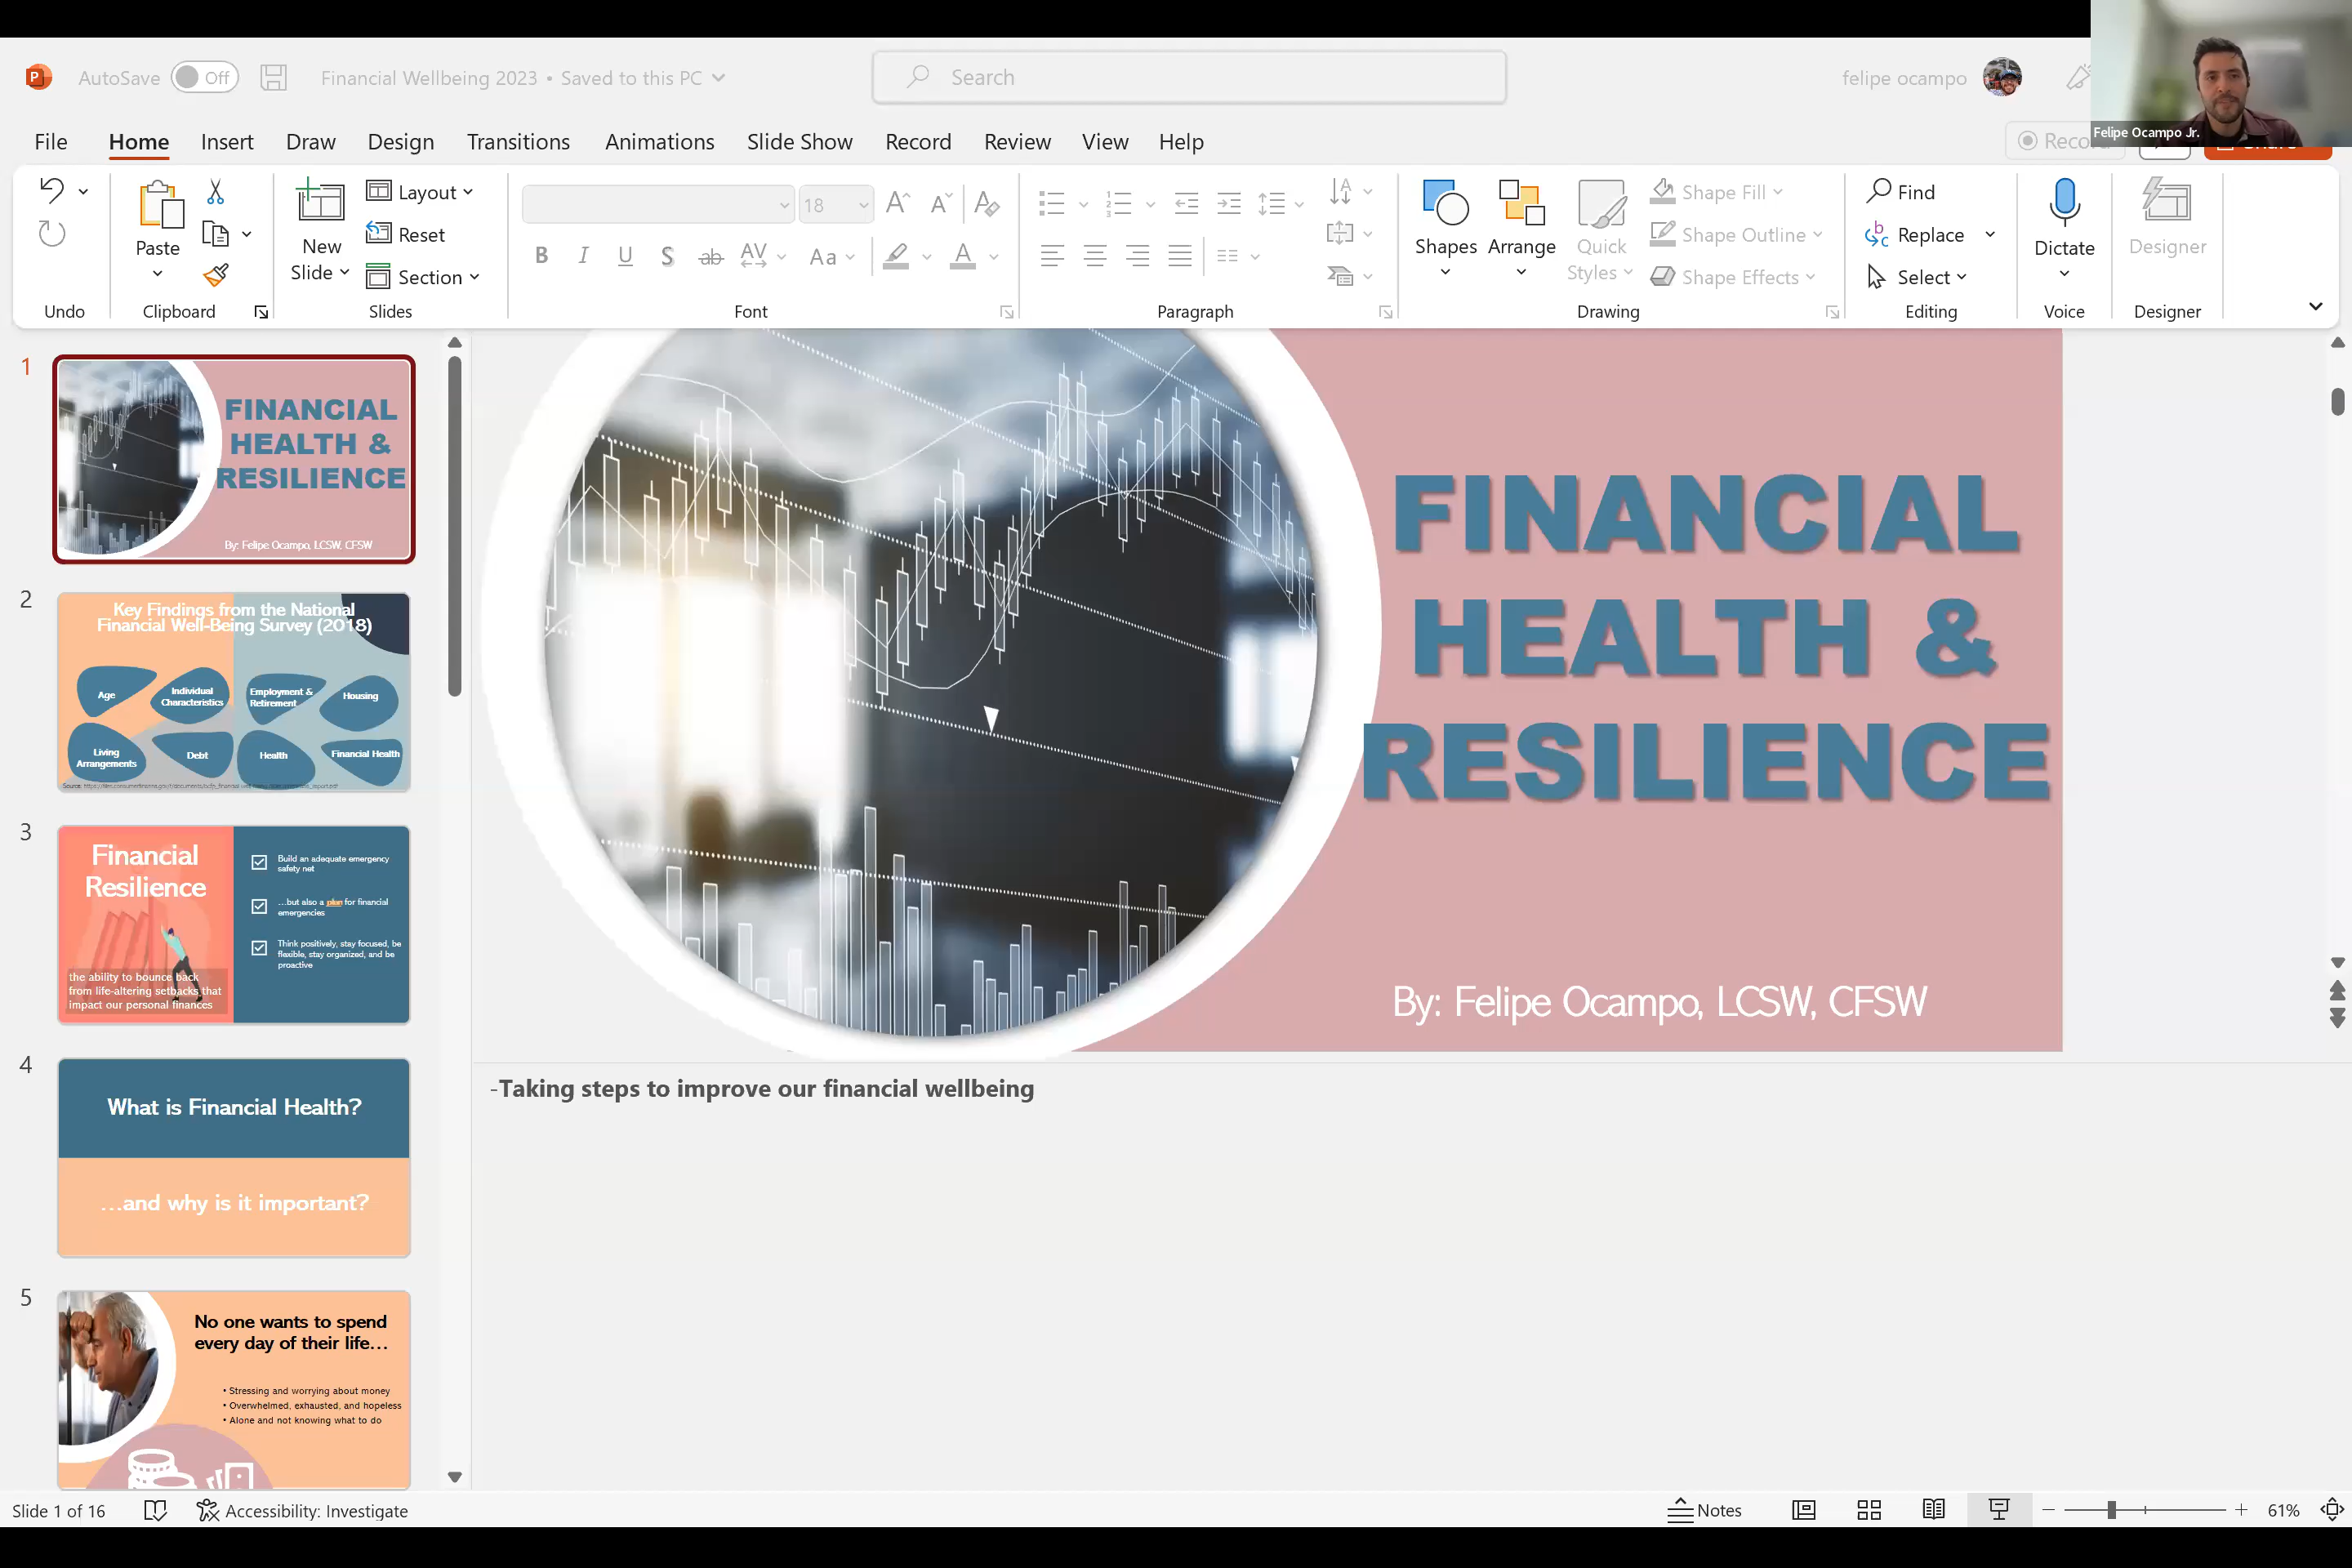 AutoSave Off
Financial Wellbeing 2023 • Saved to this PC
Search
felipe ocampo
Felipe Ocampo Jr.
File Home Insert Draw Design Transitions Animations Slide Show Record Review View Help
Paste
New
Slide
Layout
Reset
Section
18
Shapes
Arrange
Quick
Styles
Shape Fill
Shape Outline
Shape Effects
Find
Replace
Select
Dictate
Designer
Undo Clipboard Slides Font Paragraph Drawing Editing Voice Designer
1
FINANCIAL
HEALTH &
RESILIENCE
By: Felipe Ocampo, LCSW, CFSW
2
Key Findings from the National
Financial Well-Being Survey (2018)
Age
Individual
Characteristics
Employment &
Retirement
Housing
Living
Arrangements
Debt
Health
Financial Health
3
Financial
Resilience
the ability to bounce back
from life-altering setbacks that
impact our personal finances
Build an adequate emergency
safety net
...but also a plan for financial
emergencies
Think positively, stay focused, be
flexible, stay organized, and be
proactive
4
What is Financial Health?
...and why is it important?
5
No one wants to spend
every day of their life...
• Stressing and worrying about money
• Overwhelmed, exhausted, and hopeless
• Alone and not knowing what to do
FINANCIAL
HEALTH &
RESILIENCE
By: Felipe Ocampo, LCSW, CFSW
-Taking steps to improve our financial wellbeing
Slide 1 of 16
Accessibility: Investigate
Notes
61%